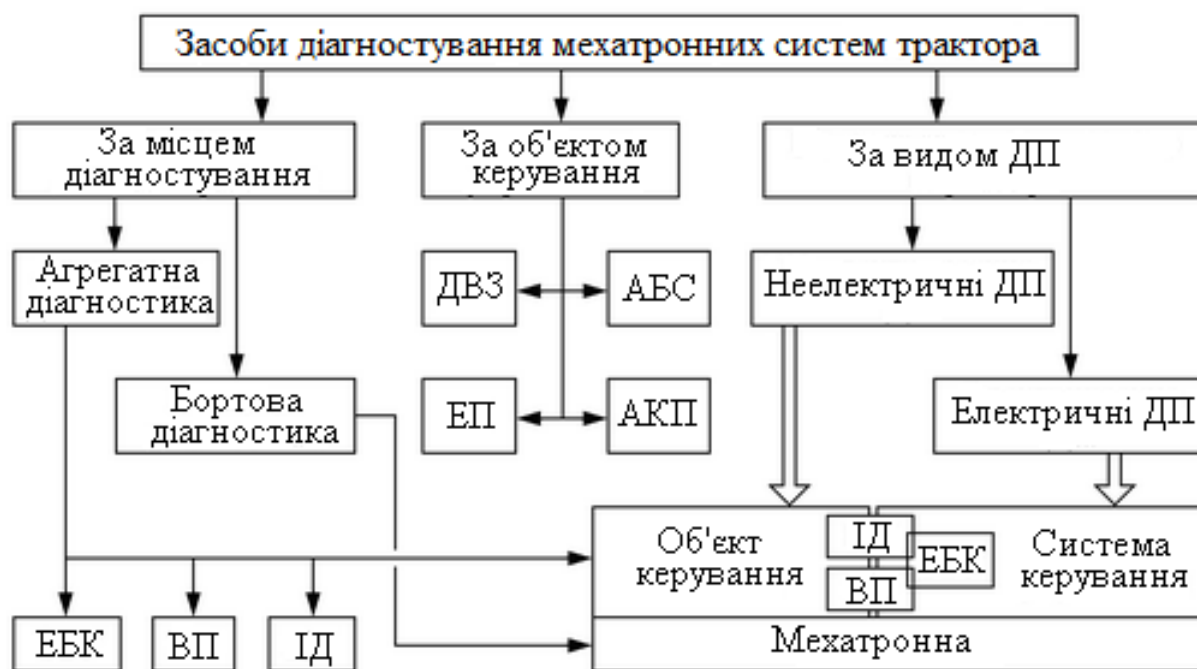 Засоби діагностування мехатронних систем трактора
За місцем
діагностування
За об'єктом
керування
За видом ДП
Агрегатна
діагностика
ДВЗ
АБС
Неелектричні ДП
Бортова
діагностика
ЕП
АКП
Електричні ДП
Об'єкт
керування
ІД
ВП
ЕБК
Система
керування
ЕБК
ВП
ІД
Мехатронна